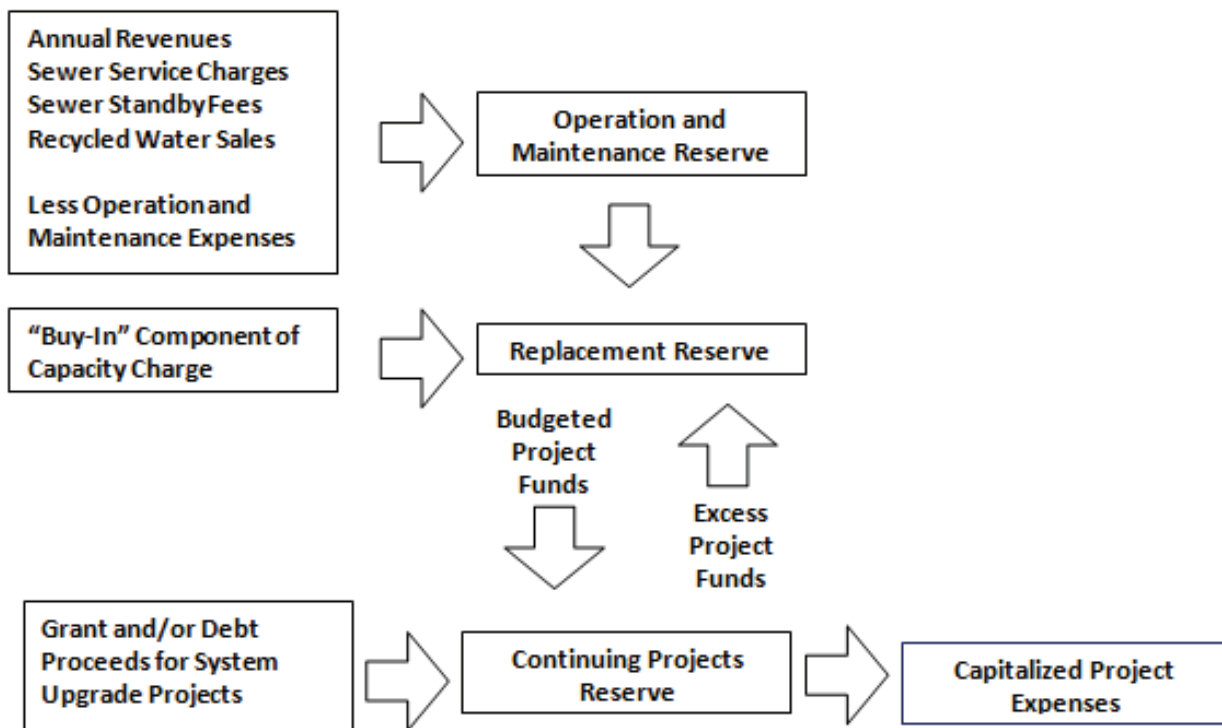 Annual Revenues
Sewer Service Charges
Sewer Standby Fees
Recycled Water Sales
Less Operation and
Maintenance Expenses
Operation and
Maintenance Reserve
“Buy-In” Component of
Capacity Charge
Replacement Reserve
Budgeted
Project
Funds
Excess
Project
Funds
Grant and/or Debt
Proceeds for System
Upgrade Projects
Continuing Projects
Reserve
Capitalized Project
Expenses